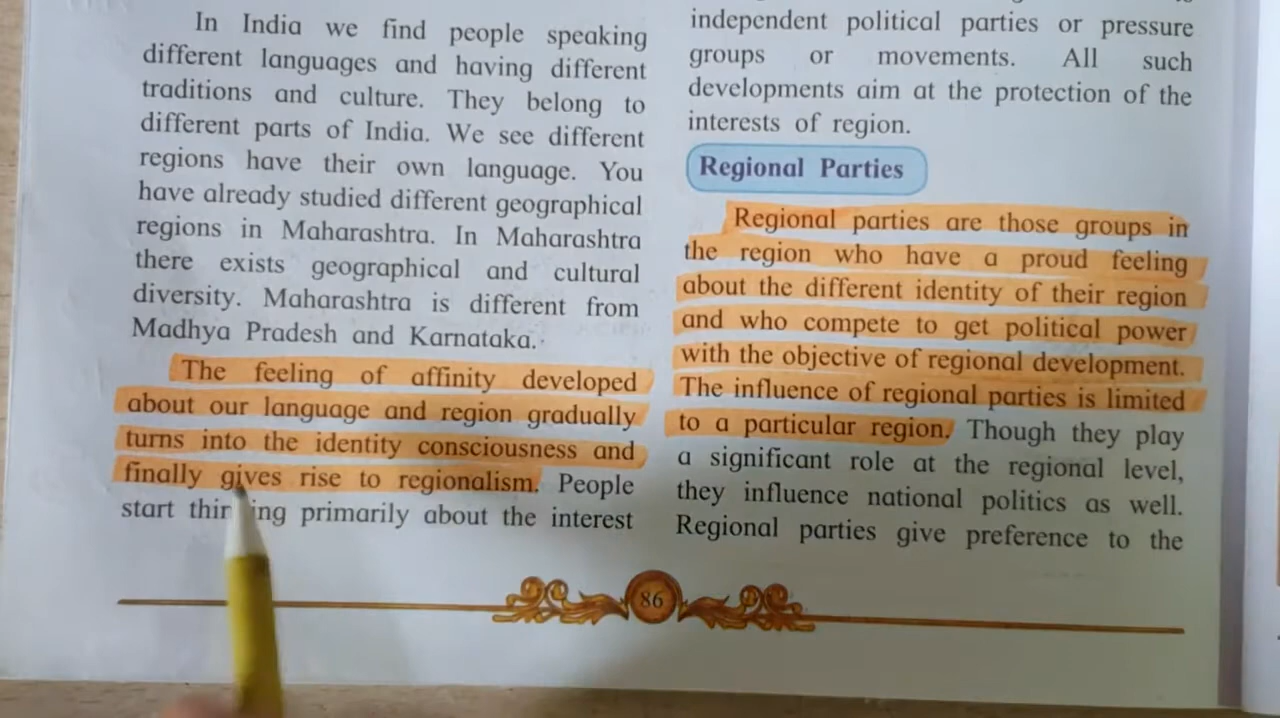 In India we find people speaking
different languages and having different
traditions and culture. They belong to
different parts of India. We see different
regions have their own language. You
have already studied different geographical
regions in Maharashtra. In Maharashtra
there exists geographical and cultural
diversity. Maharashtra is different from
Madhya Pradesh and Karnataka.
The feeling of affinity developed
about our language and region gradually
turns into the identity consciousness and
finally gives rise to regionalism. People
start thinking primarily about the interest
independent political parties or pressure
groups or movements. All such
developments aim at the protection of the
interests of region.
Regional Parties
Regional parties are those groups in
the region who have a proud feeling
about the different identity of their region
and who compete to get political power
with the objective of regional development.
The influence of regional parties is limited
to a particular region. Though they play
a significant role at the regional level,
they influence national politics as well.
Regional parties give preference to the
86